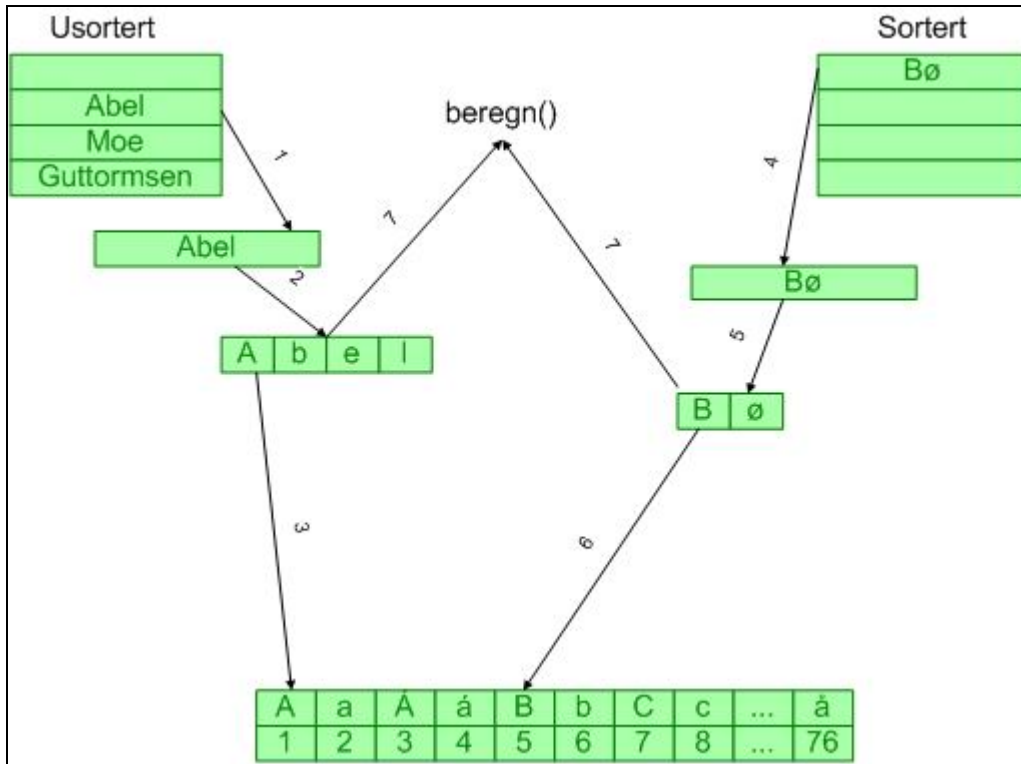 Usortert
Sortert
Bø
Abel
beregn()
Moe
Guttormsen
1
4
7
7
Abel
2
Bø
5
A b e l
B ø
3
6
A a Á á B b C c ... å
1 2 3 4 5 6 7 8 ... 76